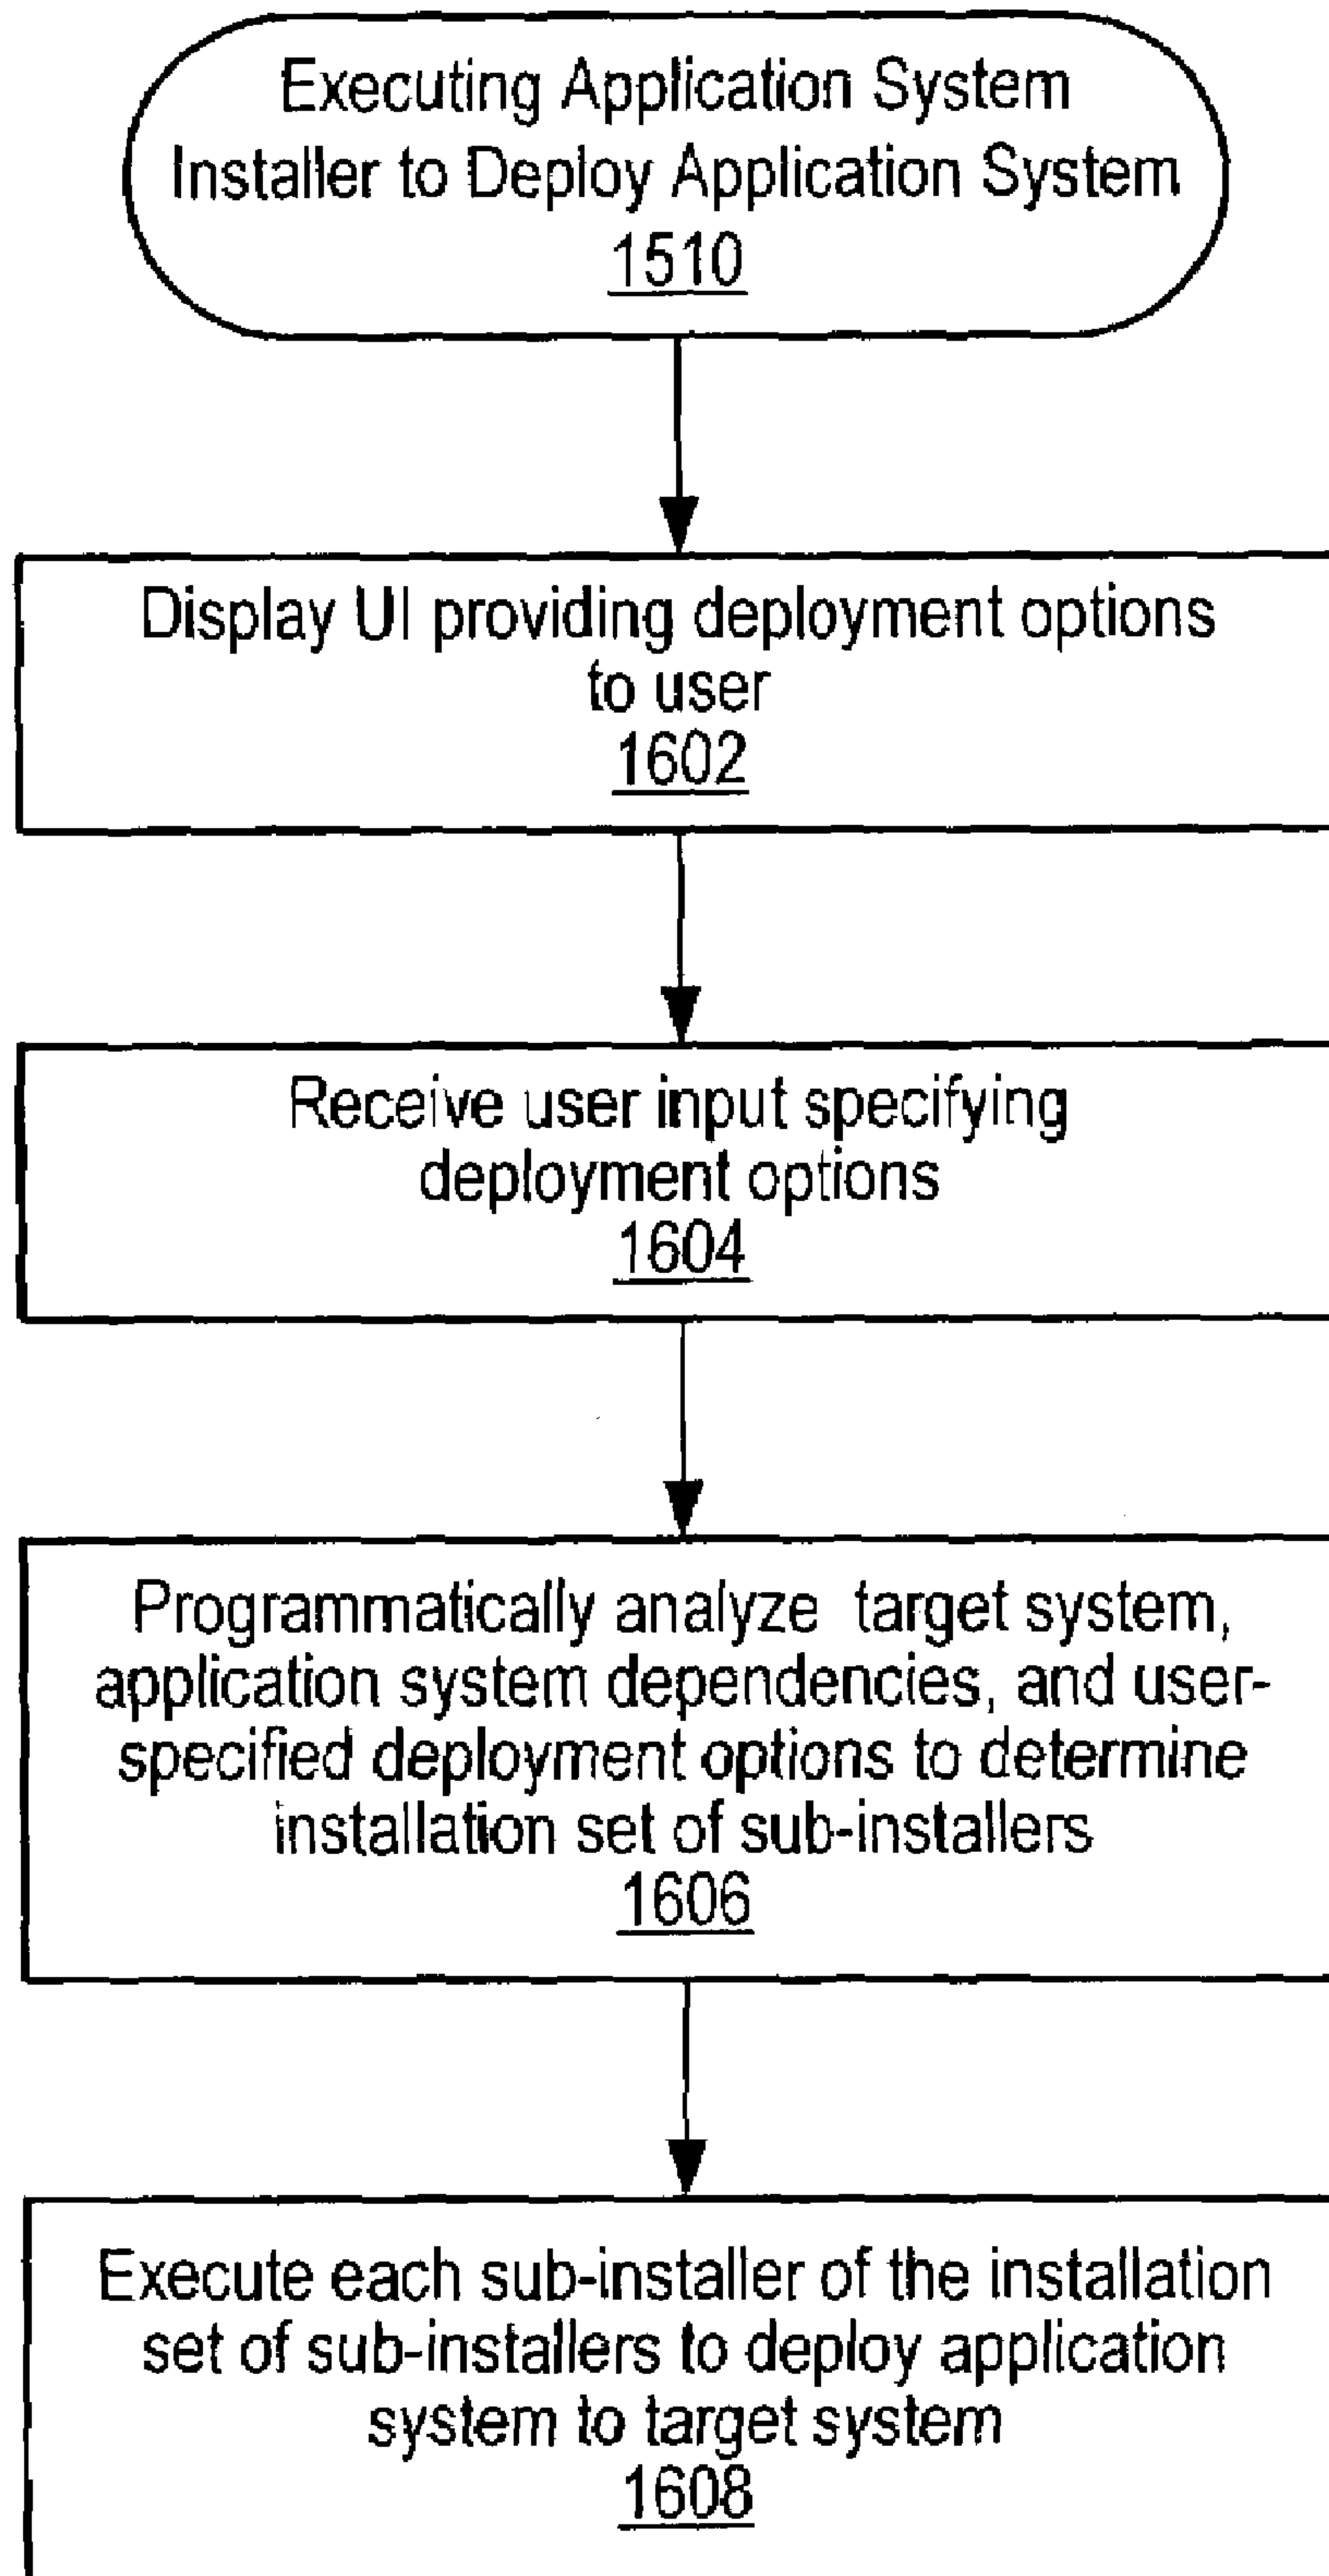 Executing Application System
Installer to Deploy Application System
1510
Display UI providing deployment options
to user
1602
Receive user input specifying
deployment options
1604
Programmatically analyze target system,
application system dependencies, and user-
specified deployment options to determine
installation set of sub-installers
1606
Execute each sub-installer of the installation
set of sub-installers to deploy application
system to target system
1608